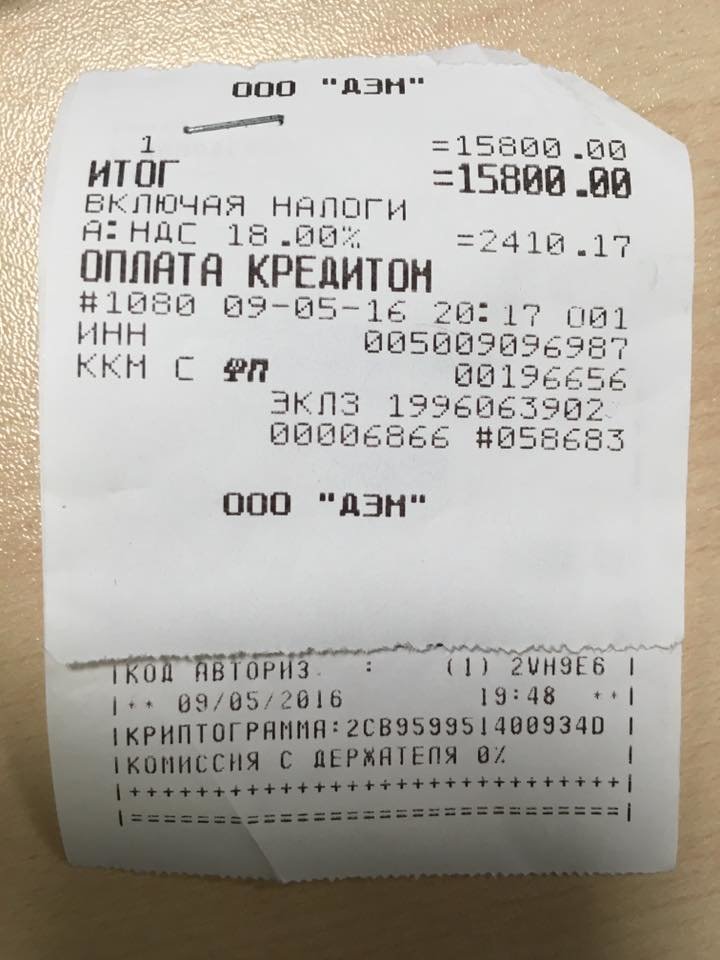 ООО "ДЭМ"
1 =15800.00
ИТОГ =15800.00
ВКЛЮЧАЯ НАЛОГИ
А: НДС 18.00% =2410.17
ОПЛАТА КРЕДИТОМ
#1080 09-05-16 20:17 001
ИНН 005009096987
ККМ С ФП 00196656
ЭКЛЗ 1996063902
00006866 #058683
ООО "ДЭМ"
|КОД АВТОРИЗ. : (1) 2VH9E6 |
|** 09/05/2016 19:48 **|
|КРИПТОГРАММА:2CB959951400934D |
|КОМИССИЯ С ДЕРЖАТЕЛЯ 0% |
|++++++++++++++++++++++++++++++|
|==============================|